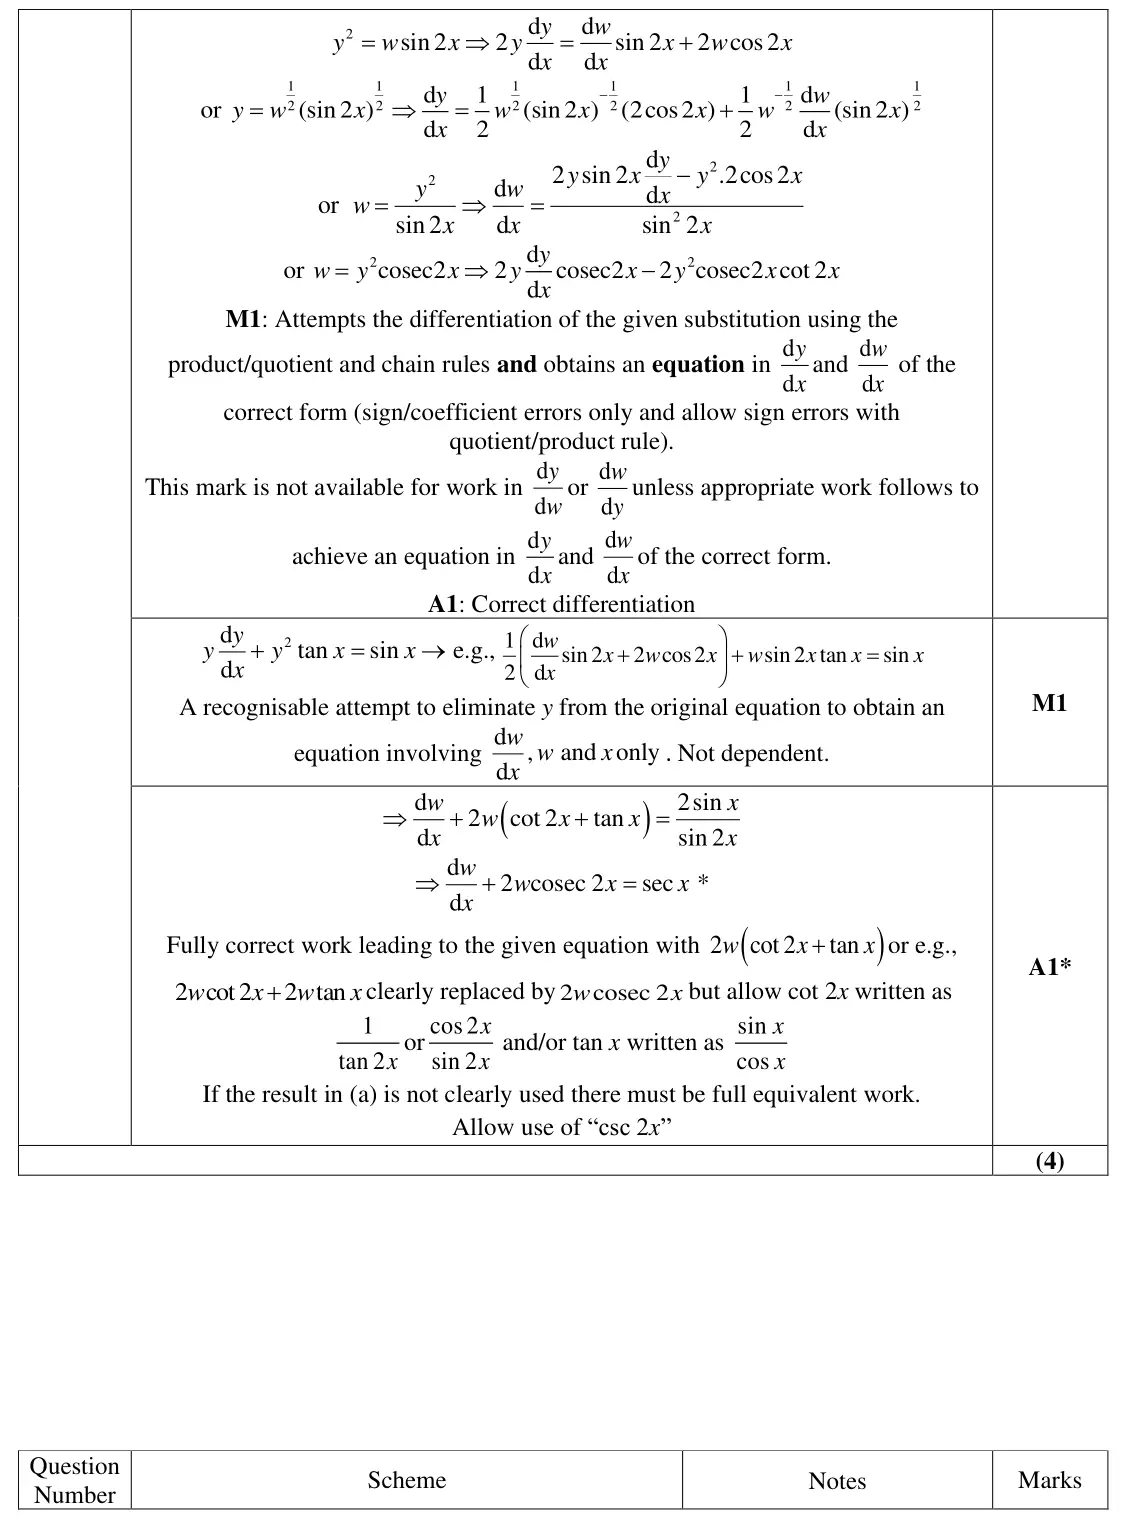 y² = w sin 2x ⇒ 2y dy/dx = dw/dx sin 2x + 2w cos 2x
or y = w^(1/2) (sin 2x)^(1/2) ⇒ dy/dx = 1/2 w^(1/2) (sin 2x)^(−1/2) (2cos 2x) + 1/2 w^(−1/2) dw/dx (sin 2x)^(1/2)
or w = y²/sin 2x ⇒ dw/dx = (2y sin 2x dy/dx − y².2cos 2x)/sin² 2x
or w = y²cosec2x ⇒ 2y dy/dx cosec2x − 2y²cosec2x cot 2x
M1: Attempts the differentiation of the given substitution using the
product/quotient and chain rules and obtains an equation in dy/dx and dw/dx of the
correct form (sign/coefficient errors only and allow sign errors with
quotient/product rule).
This mark is not available for work in dy/dw or dw/dy unless appropriate work follows to
achieve an equation in dy/dx and dw/dx of the correct form.
A1: Correct differentiation
y dy/dx + y² tan x = sin x → e.g., 1/2 (dw/dx sin 2x + 2w cos 2x) + w sin 2x tan x = sin x
A recognisable attempt to eliminate y from the original equation to obtain an
equation involving dw/dx, w and x only . Not dependent.
M1
⇒ dw/dx + 2w(cot 2x + tan x) = 2sin x/sin 2x
⇒ dw/dx + 2wcosec 2x = sec x *
Fully correct work leading to the given equation with 2w(cot 2x + tan x) or e.g.,
2wcot 2x + 2wtan x clearly replaced by 2w cosec 2x but allow cot 2x written as
1/tan 2x or cos 2x/sin 2x and/or tan x written as sin x/cos x
If the result in (a) is not clearly used there must be full equivalent work.
Allow use of “csc 2x”
A1*
(4)
Question Number
Scheme
Notes
Marks